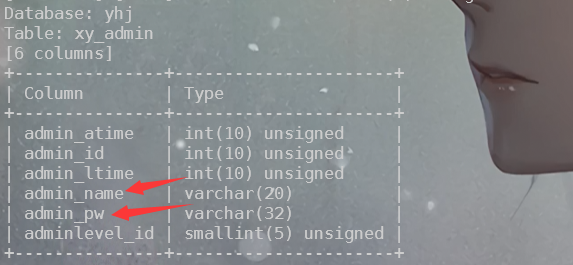 Database: yhj
Table: xy_admin
[6 columns]
+----------------+----------------------+
| Column | Type |
+----------------+----------------------+
| admin_atime | int(10) unsigned |
| admin_id | int(10) unsigned |
| admin_ltime | int(10) unsigned |
| admin_name | varchar(20) |
| admin_pw | varchar(32) |
| adminlevel_id | smallint(5) unsigned |
+----------------+----------------------+